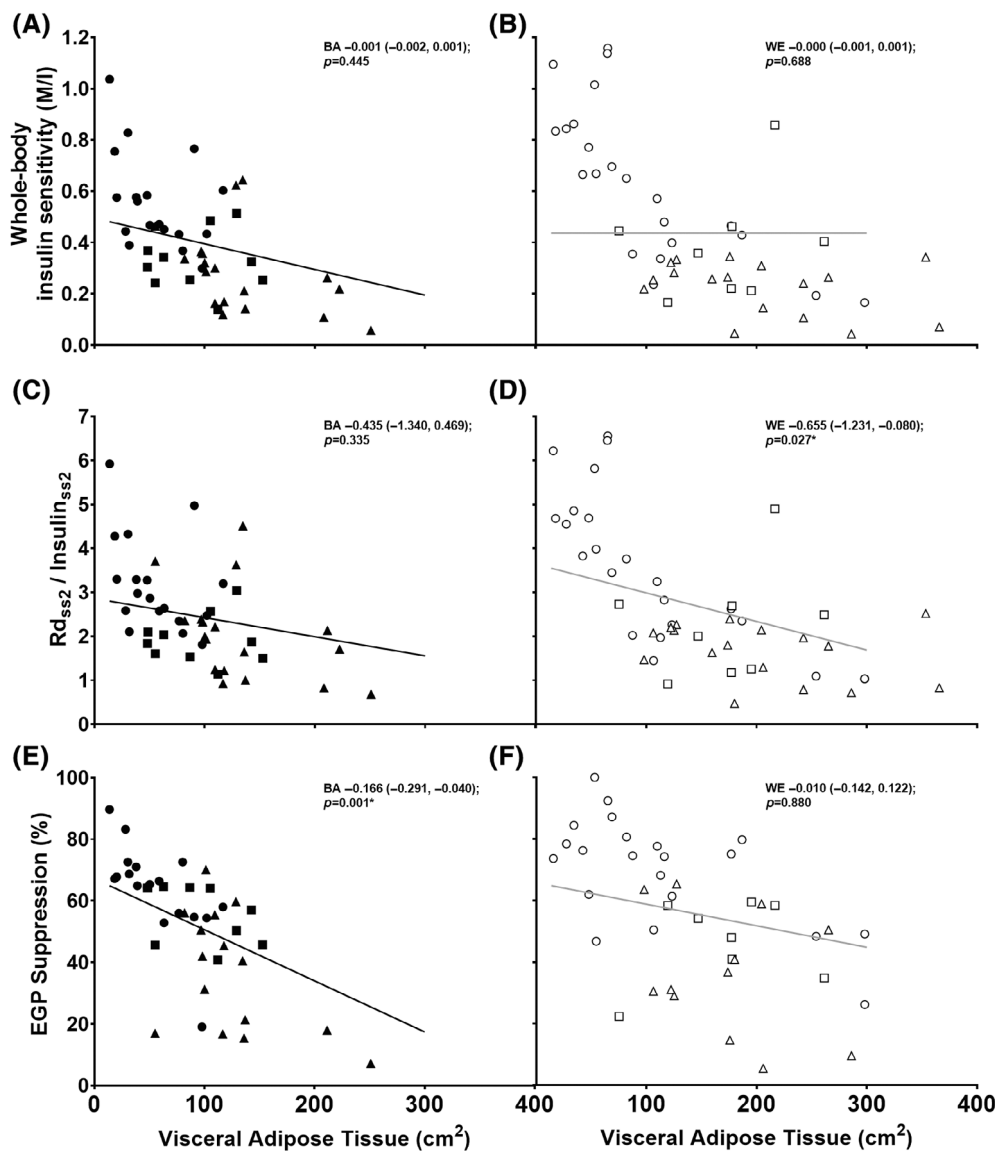 (A)
(B)
Whole-body
insulin sensitivity (M/I)
1.2
1.0
0.8
0.6
0.4
0.2
0.0
BA −0.001 (−0.002, 0.001);
p=0.445
WE −0.000 (−0.001, 0.001);
p=0.688
(C)
(D)
Rdss2 / Insulinss2
7
6
5
4
3
2
1
0
BA −0.435 (−1.340, 0.469);
p=0.335
WE −0.655 (−1.231, −0.080);
p=0.027*
(E)
(F)
EGP Suppression (%)
100
80
60
40
20
0
BA −0.166 (−0.291, −0.040);
p=0.001*
WE −0.010 (−0.142, 0.122);
p=0.880
0 100 200 300 400 0 100 200 300 400
Visceral Adipose Tissue (cm2)
Visceral Adipose Tissue (cm2)